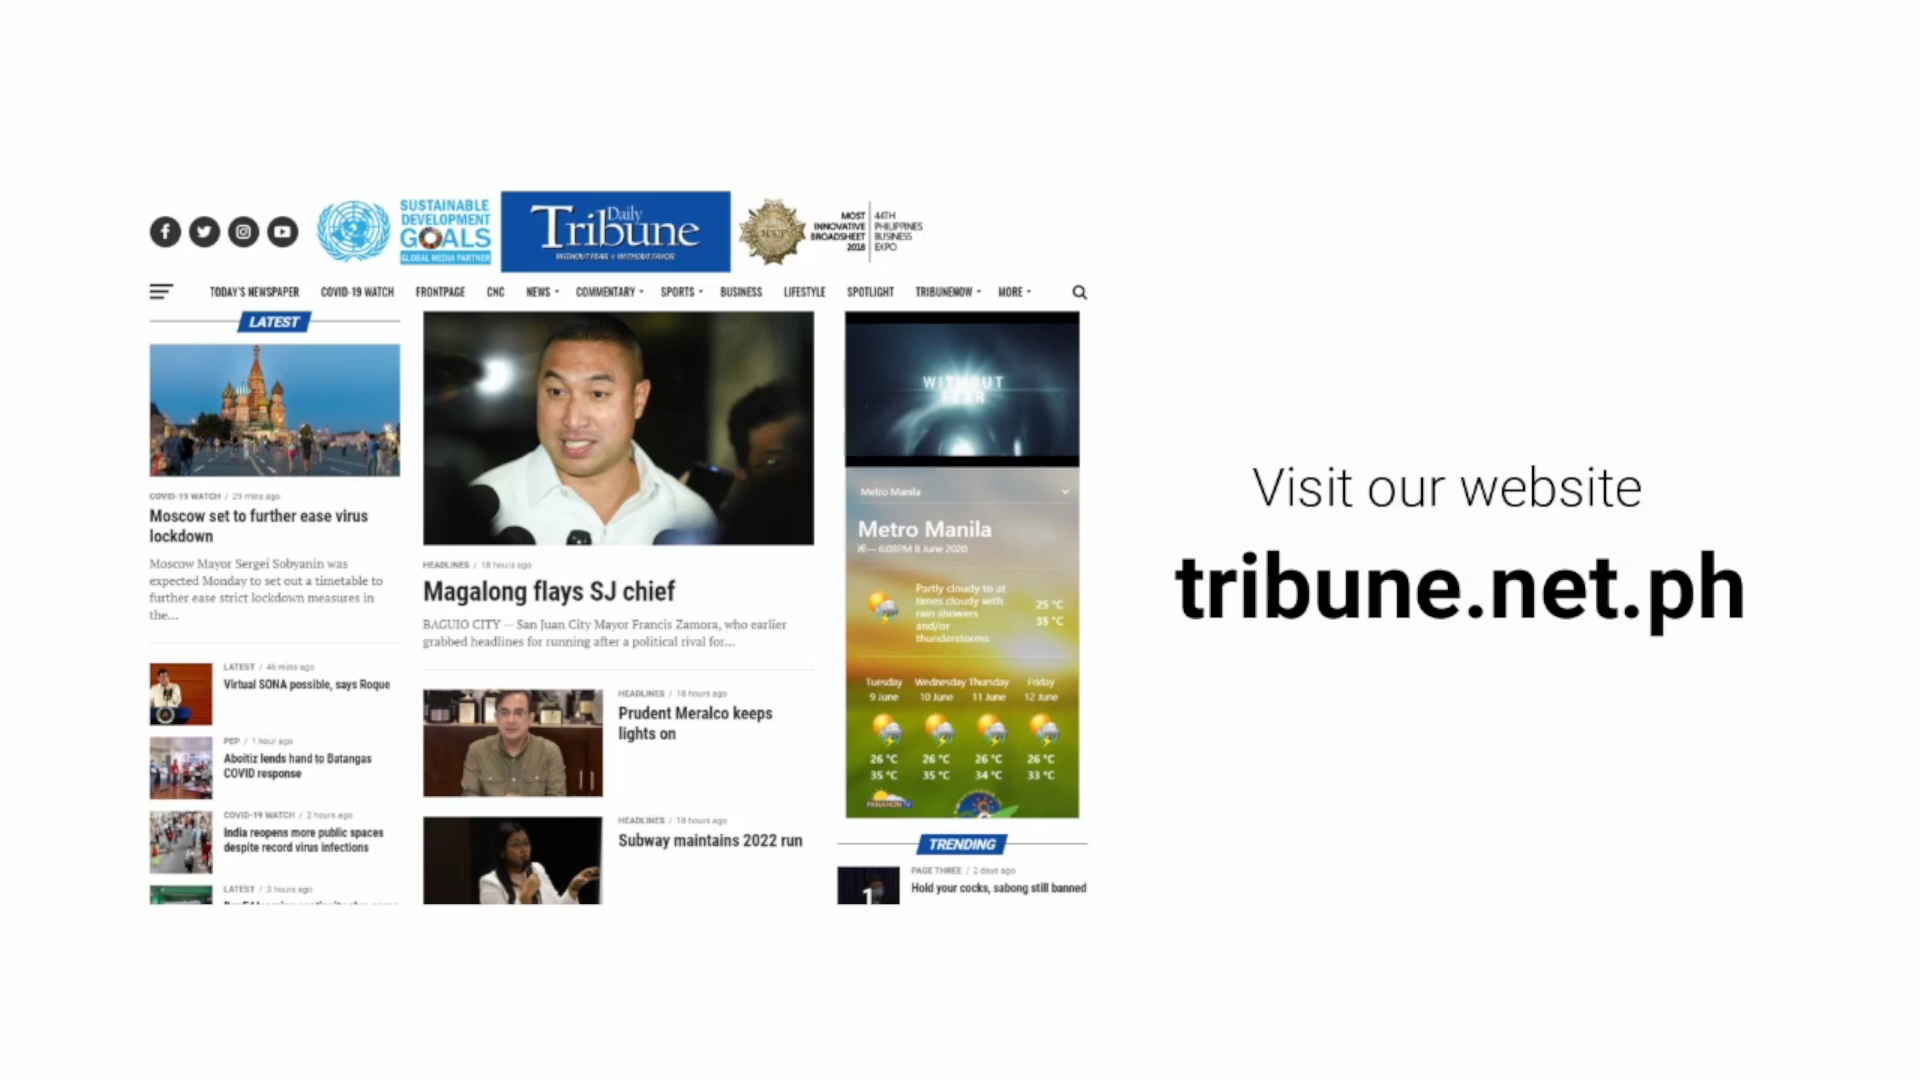 SUSTAINABLE
DEVELOPMENT
GOALS
GLOBAL MEDIA PARTNER
Daily
Tribune
WITHOUT FEAR • WITHOUT FAVOR
MOST
INNOVATIVE
BROADSHEET
2018
44TH
PHILIPPINES
BUSINESS
EXPO
TODAY'S NEWSPAPER COVID-19 WATCH FRONTPAGE CNC NEWS COMMENTARY SPORTS BUSINESS LIFESTYLE SPOTLIGHT TRIBUNENOW MORE
LATEST
COVID-19 WATCH / 29 mins ago
Moscow set to further ease virus
lockdown
Moscow Mayor Sergei Sobyanin was
expected Monday to set out a timetable to
further ease strict lockdown measures in
the...
LATEST / 46 mins ago
Virtual SONA possible, says Roque
PEP / 1 hour ago
Aboitiz lends hand to Batangas
COVID response
COVID-19 WATCH / 2 hours ago
India reopens more public spaces
despite record virus infections
LATEST / 3 hours ago
HEADLINES / 18 hours ago
Magalong flays SJ chief
BAGUIO CITY — San Juan City Mayor Francis Zamora, who earlier
grabbed headlines for running after a political rival for...
HEADLINES / 18 hours ago
Prudent Meralco keeps
lights on
HEADLINES / 18 hours ago
Subway maintains 2022 run
WITHOUT
FEAR
Metro Manila
Metro Manila
6:03PM 8 June 2020
Partly cloudy to at
times cloudy with
rain showers
and/or
thunderstorms
25 °C
35 °C
Tuesday Wednesday Thursday Friday
9 June 10 June 11 June 12 June
26 °C 26 °C 26 °C 26 °C
35 °C 35 °C 34 °C 33 °C
PANAHON TV
TRENDING
PAGE THREE / 2 days ago
Hold your cocks, sabong still banned
1
Visit our website
tribune.net.ph